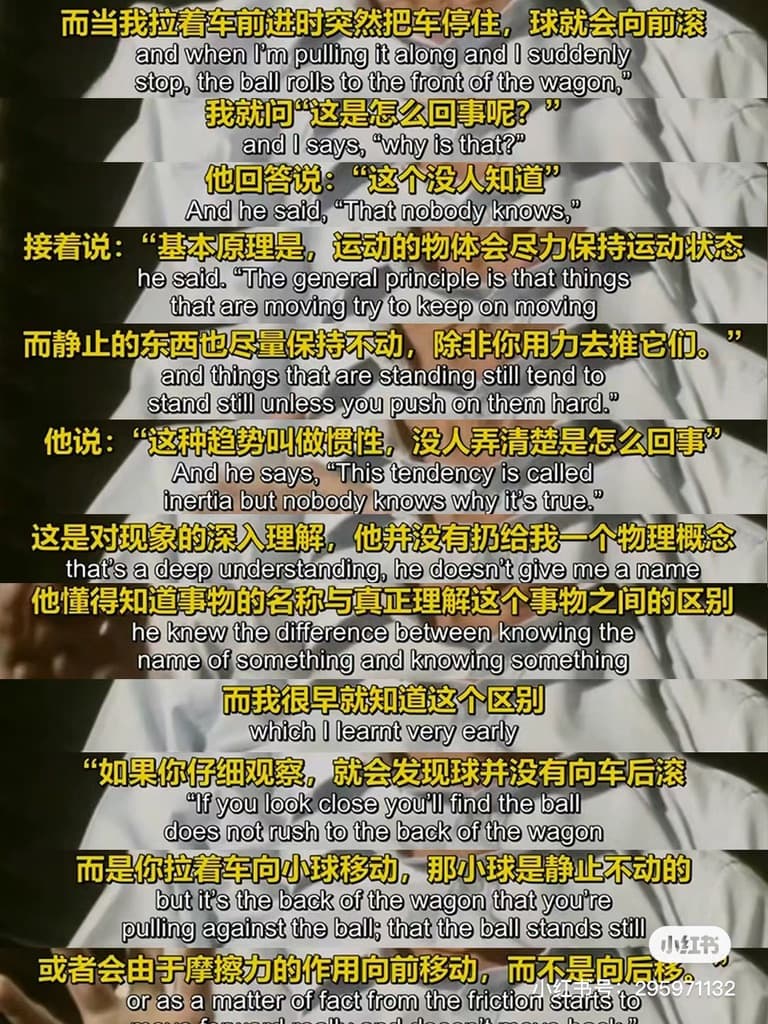 而当我拉着车前进时突然把车停住，球就会向前滚
and when I'm pulling it along and I suddenly
stop, the ball rolls to the front of the wagon,”
我就问“这是怎么回事呢？”
and I says, “why is that?”
他回答说：“这个没人知道”
And he said, “That nobody knows,”
接着说：“基本原理是，运动的物体会尽力保持运动状态
he said. “The general principle is that things
that are moving try to keep on moving
而静止的东西也尽量保持不动，除非你用力去推它们。”
and things that are standing still tend to
stand still unless you push on them hard.”
他说：“这种趋势叫做惯性，没人弄清楚是怎么回事”
And he says, “This tendency is called
inertia but nobody knows why it's true.”
这是对现象的深入理解，他并没有扔给我一个物理概念
that's a deep understanding, he doesn't give me a name
他懂得知道事物的名称与真正理解这个事物之间的区别
he knew the difference between knowing the
name of something and knowing something
而我很早就知道这个区别
which I learnt very early
“如果你仔细观察，就会发现球并没有向车后滚
“If you look close you'll find the ball
does not rush to the back of the wagon
而是你拉着车向小球移动，那小球是静止不动的
but it's the back of the wagon that you're
pulling against the ball; that the ball stands still
小红书
或者会由于摩擦力的作用向前移动，而不是向后移。”
小红书号：295971132
or as a matter of fact from the friction starts to
move forward really and doesn't move back.”